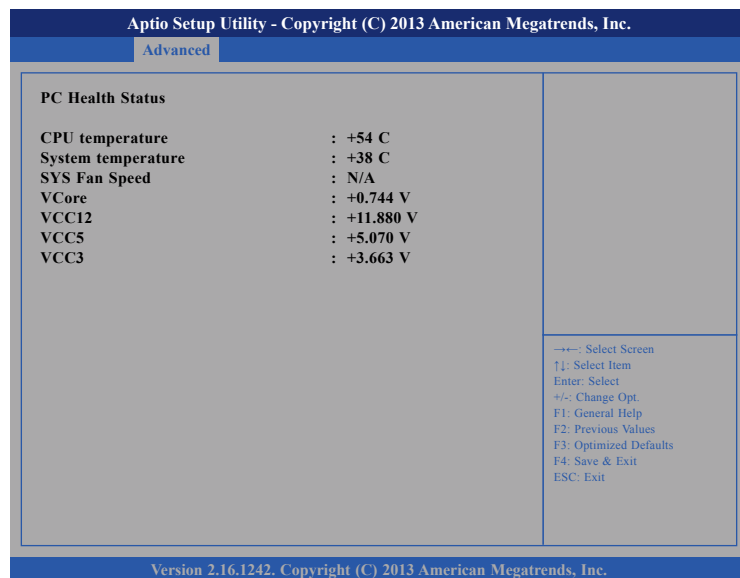 Aptio Setup Utility - Copyright (C) 2013 American Megatrends, Inc.
Advanced
PC Health Status
CPU temperature : +54 C
System temperature : +38 C
SYS Fan Speed : N/A
VCore : +0.744 V
VCC12 : +11.880 V
VCC5 : +5.070 V
VCC3 : +3.663 V
→←: Select Screen
↑↓: Select Item
Enter: Select
+/-: Change Opt.
F1: General Help
F2: Previous Values
F3: Optimized Defaults
F4: Save & Exit
ESC: Exit
Version 2.16.1242. Copyright (C) 2013 American Megatrends, Inc.